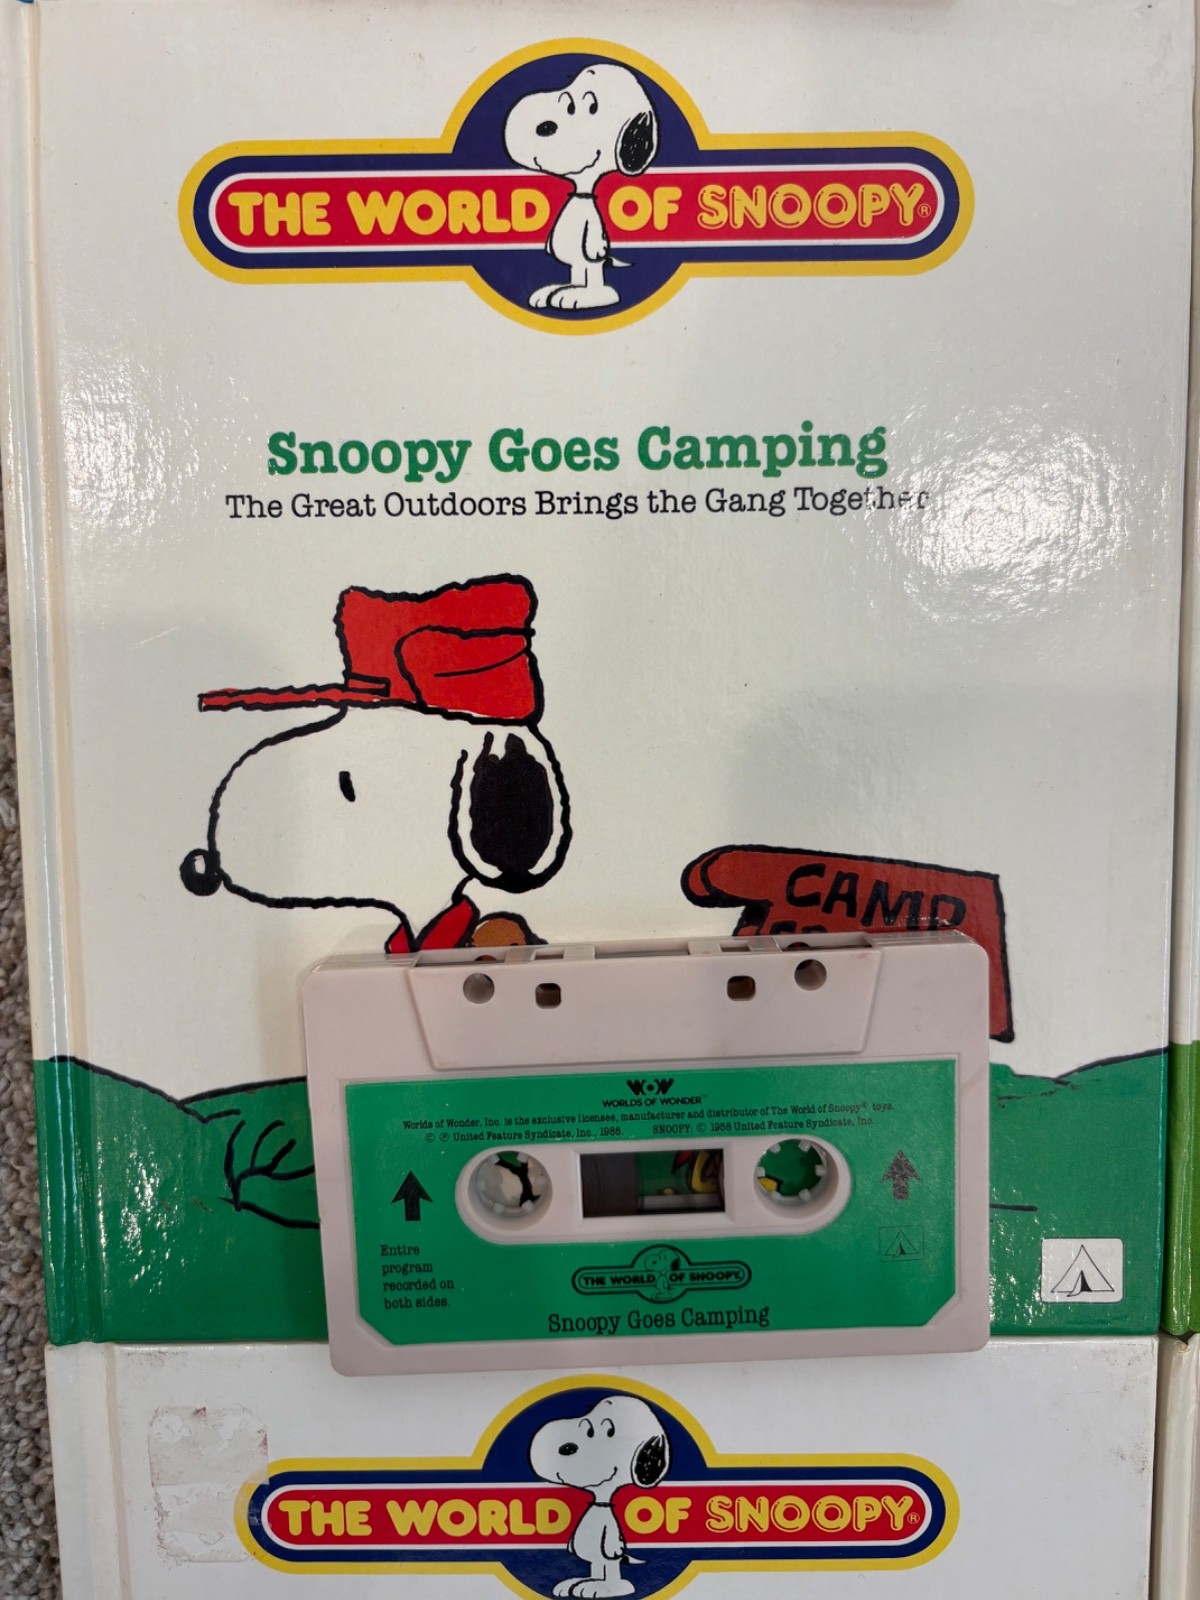 THE WORLD OF SNOOPY®
Snoopy Goes Camping
The Great Outdoors Brings the Gang Together
CAMP
WOW
WORLDS OF WONDER™
Worlds of Wonder, Inc. is the exclusive licensee, manufacturer and distributor of The World of Snoopy® toys.
© ℗ United Feature Syndicate, Inc., 1986. SNOOPY: © 1958 United Feature Syndicate, Inc.
Entire
program
recorded on
both sides.
THE WORLD OF SNOOPY
Snoopy Goes Camping
THE WORLD OF SNOOPY®